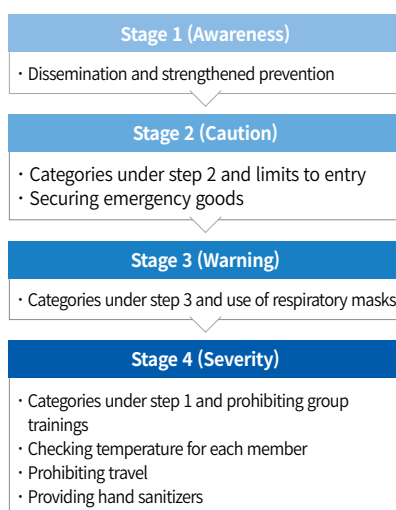 Stage 1 (Awareness)
· Dissemination and strengthened prevention
Stage 2 (Caution)
· Categories under step 2 and limits to entry
· Securing emergency goods
Stage 3 (Warning)
· Categories under step 3 and use of respiratory masks
Stage 4 (Severity)
· Categories under step 1 and prohibiting group
trainings
· Checking temperature for each member
· Prohibiting travel
· Providing hand sanitizers